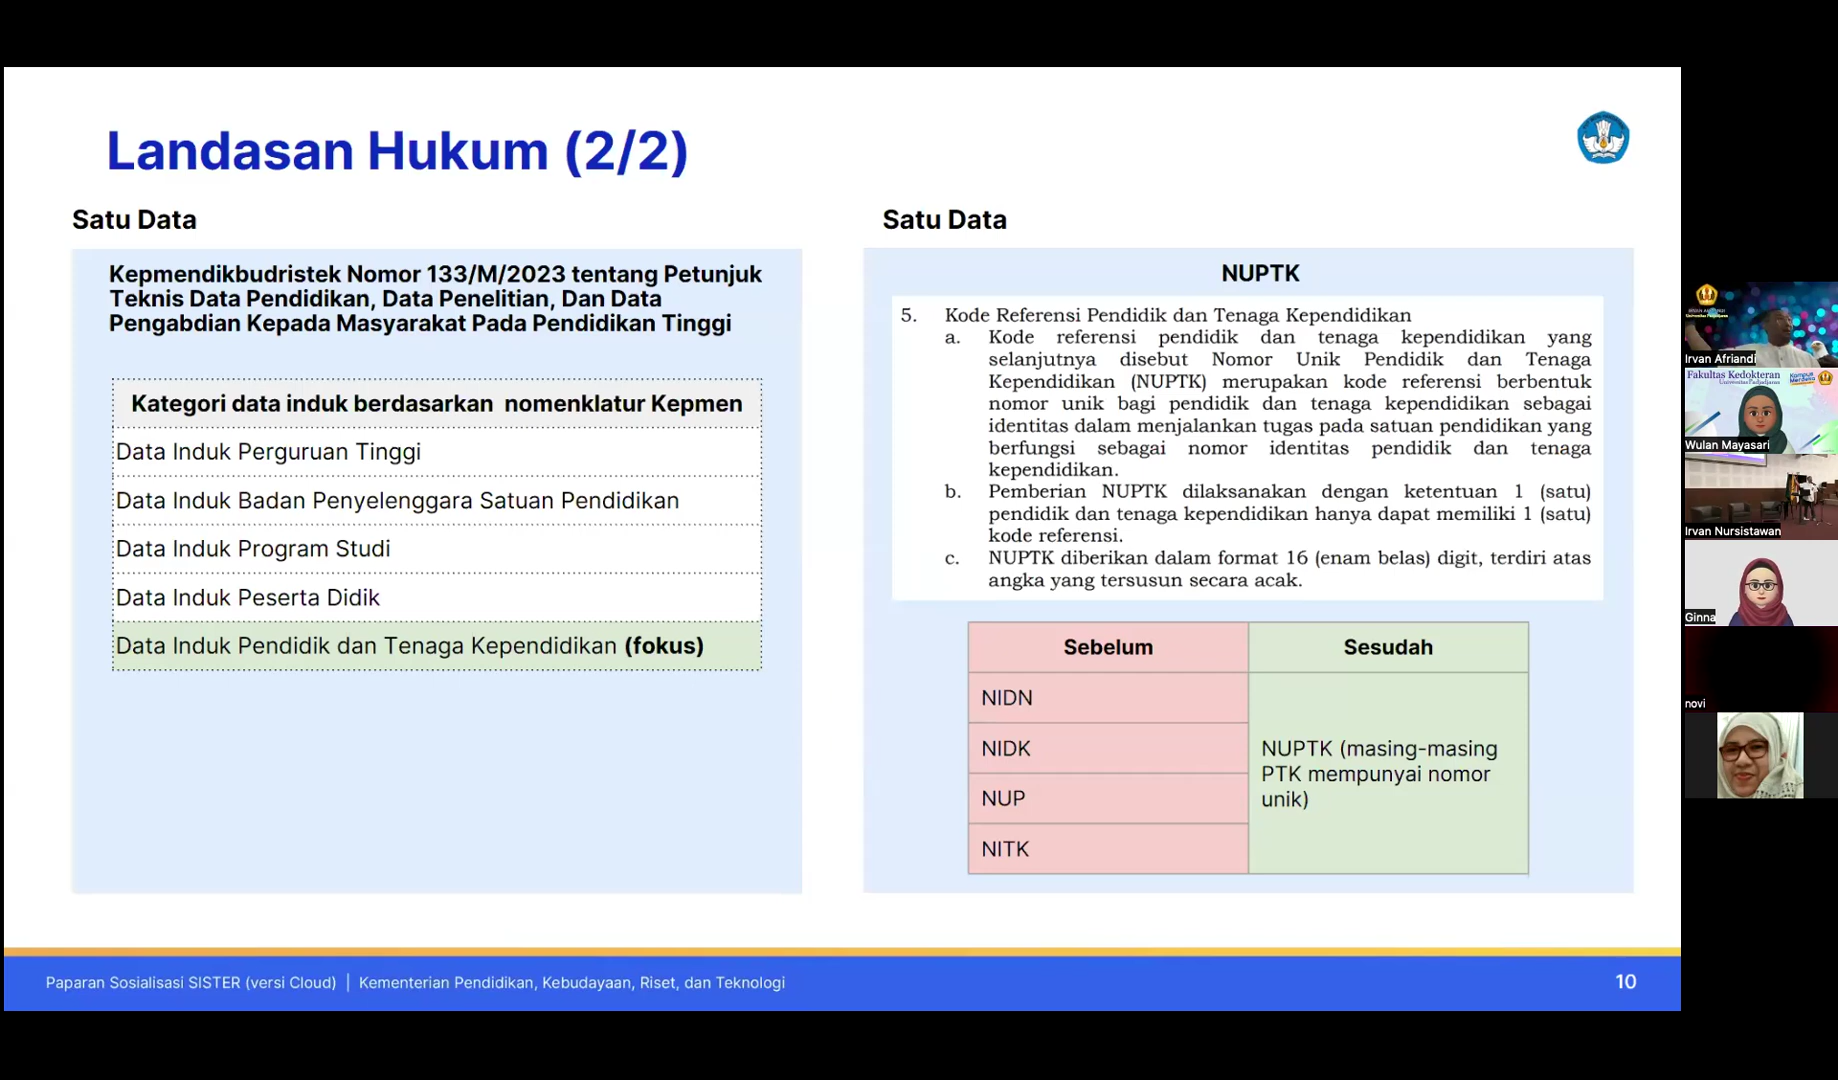 Landasan Hukum (2/2)
Satu Data
Kepmendikbudristek Nomor 133/M/2023 tentang Petunjuk
Teknis Data Pendidikan, Data Penelitian, Dan Data
Pengabdian Kepada Masyarakat Pada Pendidikan Tinggi
Kategori data induk berdasarkan nomenklatur Kepmen
Data Induk Perguruan Tinggi
Data Induk Badan Penyelenggara Satuan Pendidikan
Data Induk Program Studi
Data Induk Peserta Didik
Data Induk Pendidik dan Tenaga Kependidikan (fokus)
Satu Data
NUPTK
5. Kode Referensi Pendidik dan Tenaga Kependidikan
a. Kode referensi pendidik dan tenaga kependidikan yang
selanjutnya disebut Nomor Unik Pendidik dan Tenaga
Kependidikan (NUPTK) merupakan kode referensi berbentuk
nomor unik bagi pendidik dan tenaga kependidikan sebagai
identitas dalam menjalankan tugas pada satuan pendidikan yang
berfungsi sebagai nomor identitas pendidik dan tenaga
kependidikan.
b. Pemberian NUPTK dilaksanakan dengan ketentuan 1 (satu)
pendidik dan tenaga kependidikan hanya dapat memiliki 1 (satu)
kode referensi.
c. NUPTK diberikan dalam format 16 (enam belas) digit, terdiri atas
angka yang tersusun secara acak.
Sebelum
Sesudah
NIDN
NIDK
NUP
NITK
NUPTK (masing-masing
PTK mempunyai nomor
unik)
Paparan Sosialisasi SISTER (versi Cloud) | Kementerian Pendidikan, Kebudayaan, Riset, dan Teknologi
10
Irvan Afriandi
Fakultas Kedokteran
Universitas Padjadjaran
Kampus
Merdeka
Wulan Mayasari
Irvan Nursistawan
Ginna
novi